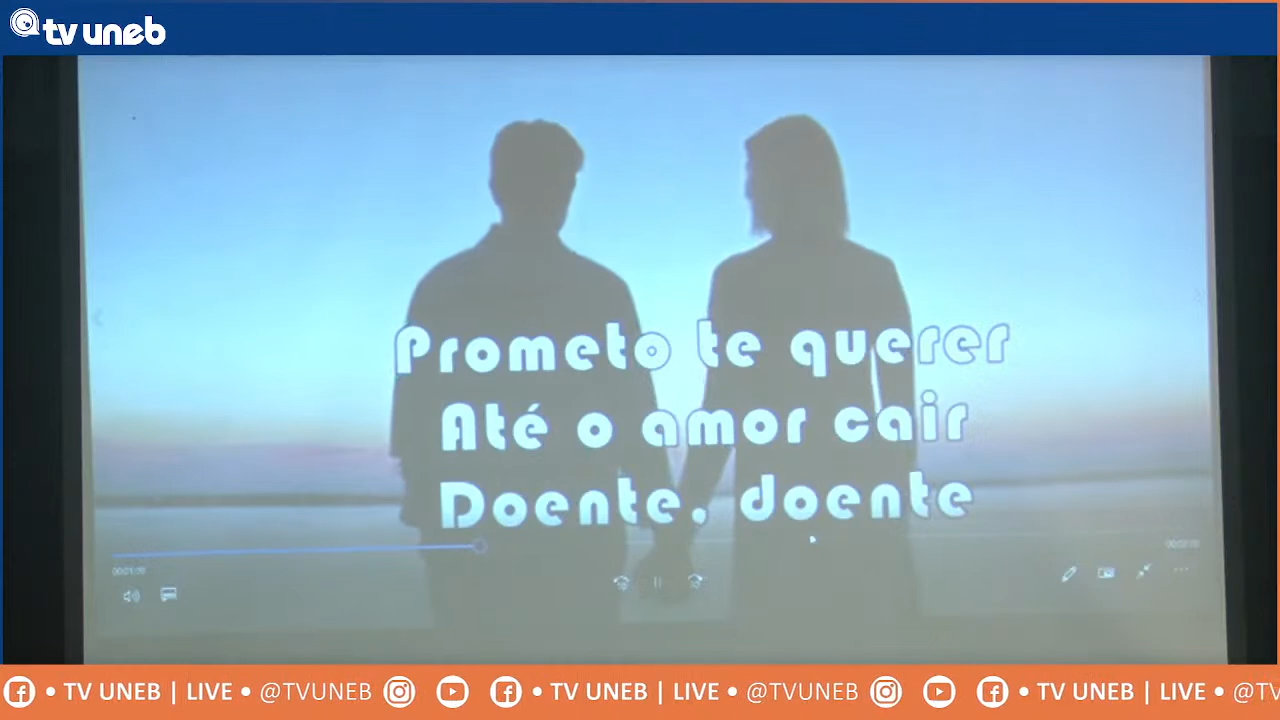 tv uneb
Prometo te querer
Até o amor cair
Doente, doente
• TV UNEB | LIVE • @TVUNEB • TV UNEB | LIVE • @TVUNEB • TV UNEB | LIVE • @TV